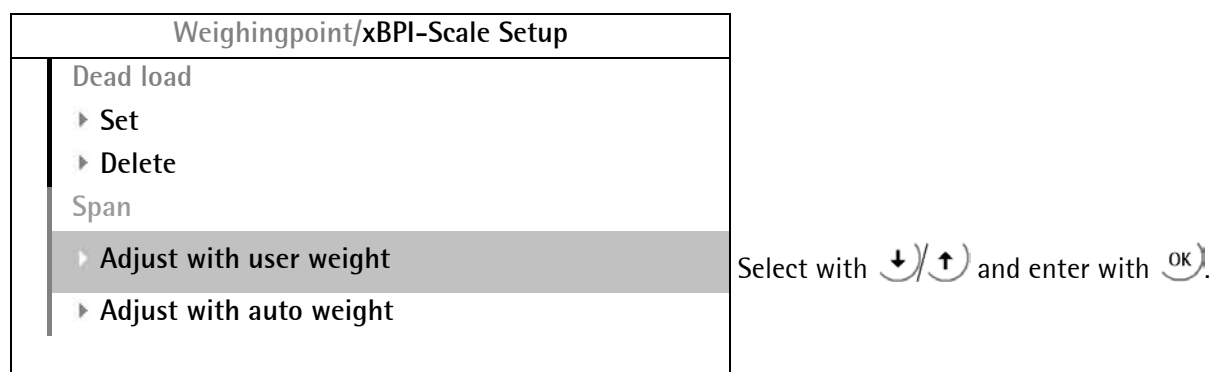 Weighingpoint/xBPI-Scale Setup
Dead load
Set
Delete
Span
Adjust with user weight
Select with ↓/↑ and enter with OK.
Adjust with auto weight